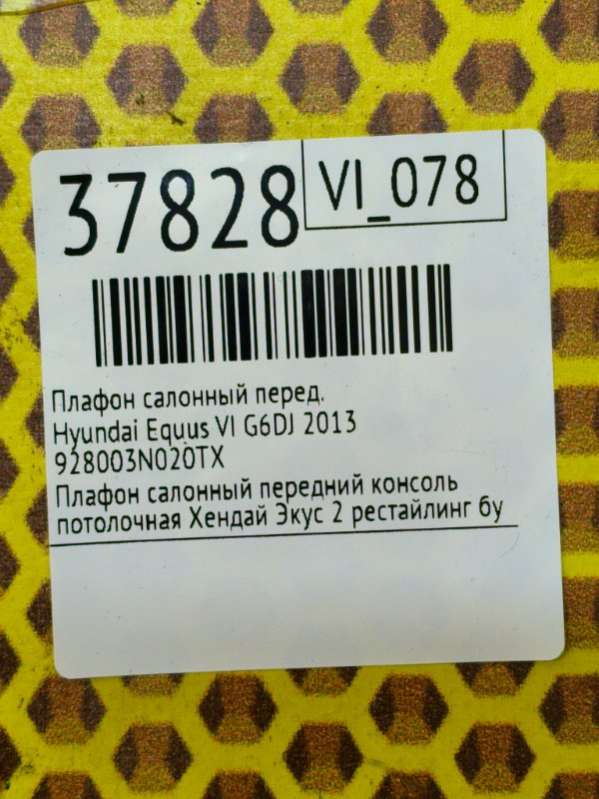 37828
VI_078
Плафон салонный перед.
Hyundai Equus VI G6DJ 2013
928003N020TX
Плафон салонный передний консоль
потолочная Хендай Экус 2 рестайлинг бу